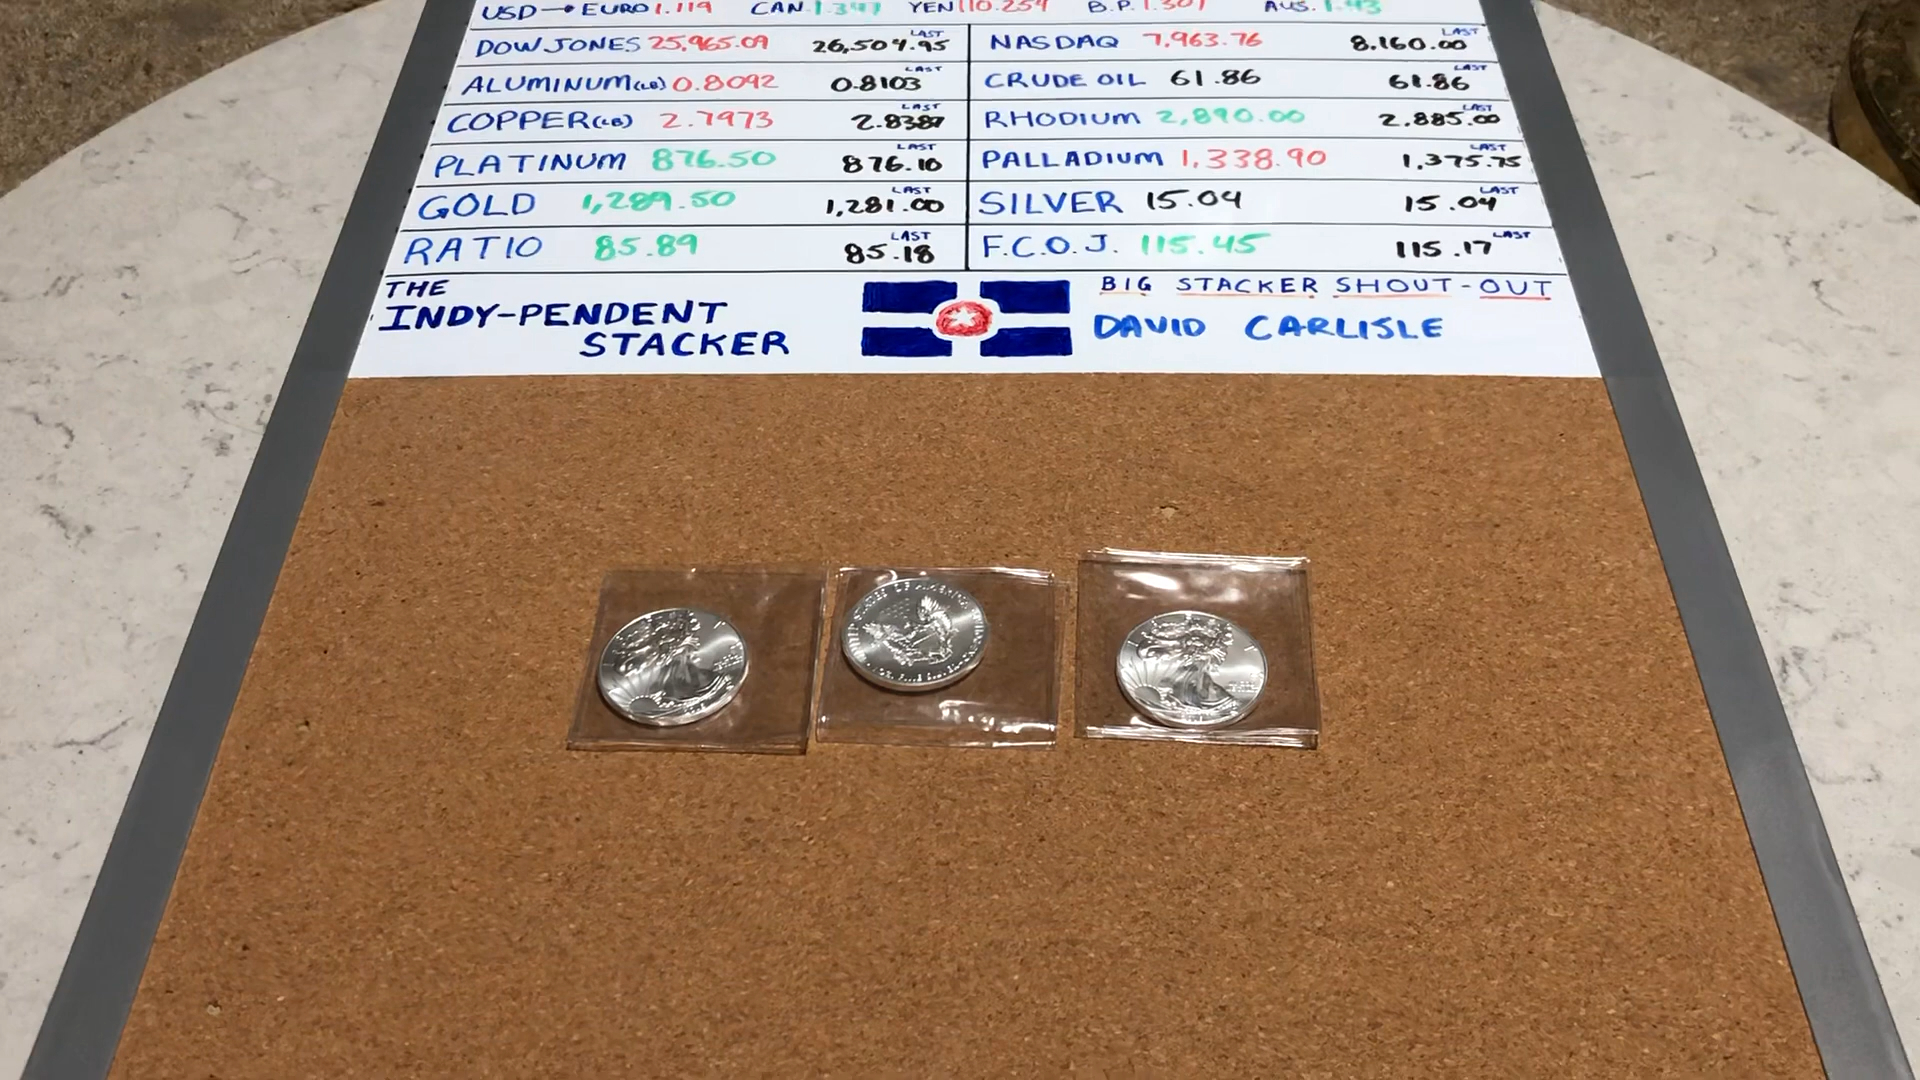 USD → EURO 1.119 CAN 1.347 YEN 110.254 B.P. 1.301 AUS. 1.43
DOW JONES 25,965.09 26,504.95 LAST NASDAQ 7,963.76 8,160.00 LAST
ALUMINUM(LB) 0.8092 0.8103 LAST CRUDE OIL 61.86 61.86 LAST
COPPER(LB) 2.7973 2.8387 LAST RHODIUM 2,890.00 2,885.00 LAST
PLATINUM 876.50 876.10 LAST PALLADIUM 1,338.90 1,375.75 LAST
GOLD 1,289.50 1,281.00 LAST SILVER 15.04 15.04 LAST
RATIO 85.89 85.18 LAST F.C.O.J. 115.45 115.17 LAST
THE
INDY-PENDENT
STACKER
BIG STACKER SHOUT-OUT
DAVID CARLISLE
UNITED STATES OF AMERICA